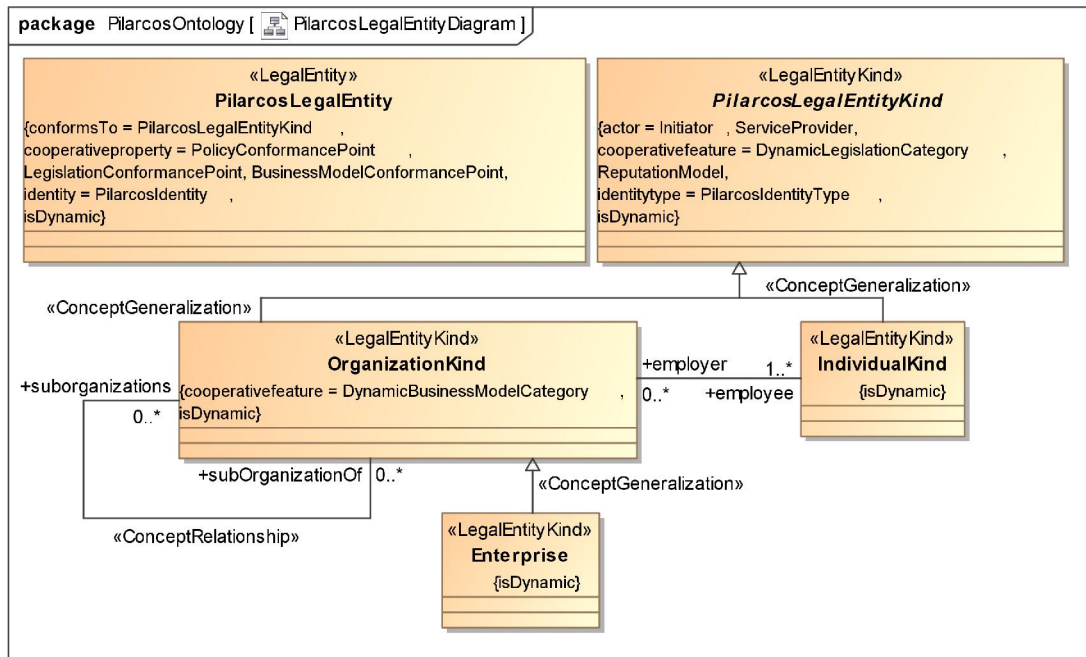 package PilarcosOntology [ PilarcosLegalEntityDiagram ]
«LegalEntity»
PilarcosLegalEntity
{conformsTo = PilarcosLegalEntityKind ,
cooperativeproperty = PolicyConformancePoint ,
LegislationConformancePoint, BusinessModelConformancePoint,
identity = PilarcosIdentity ,
isDynamic}
«LegalEntityKind»
PilarcosLegalEntityKind
{actor = Initiator , ServiceProvider,
cooperativefeature = DynamicLegislationCategory ,
ReputationModel,
identitytype = PilarcosIdentityType ,
isDynamic}
«ConceptGeneralization»
«ConceptGeneralization»
«LegalEntityKind»
OrganizationKind
{cooperativefeature = DynamicBusinessModelCategory ,
isDynamic}
+suborganizations
0..*
+employer
0..*
1..*
+employee
«LegalEntityKind»
IndividualKind
{isDynamic}
+subOrganizationOf
0..*
«ConceptRelationship»
«ConceptGeneralization»
«LegalEntityKind»
Enterprise
{isDynamic}